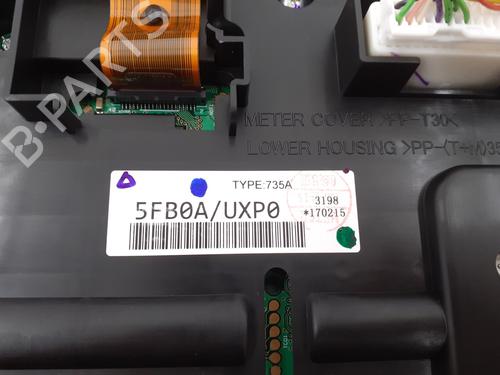 B-PARTS
METER COVER >PP-T30<
LOWER HOUSING >PP-(T+M)35
TYPE:735A
5FB0A/UXP0
3198
*170215